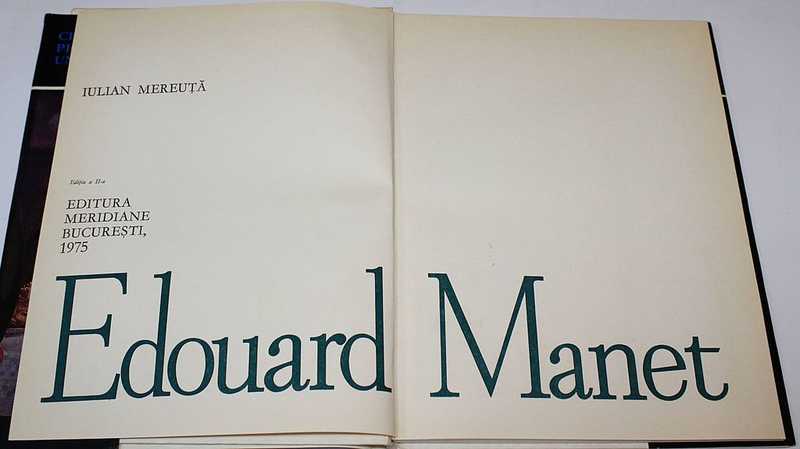 IULIAN MEREUȚĂ
Ediția a II-a
EDITURA
MERIDIANE
BUCUREȘTI,
1975
Edouard Manet